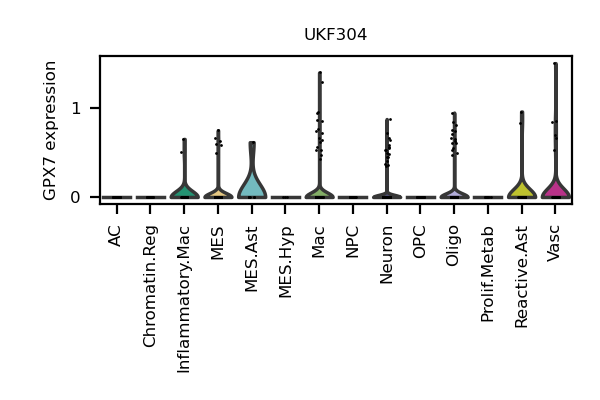 UKF304
GPX7 expression
1
0
AC
Chromatin.Reg
Inflammatory.Mac
MES
MES.Ast
MES.Hyp
Mac
NPC
Neuron
OPC
Oligo
Prolif.Metab
Reactive.Ast
Vasc